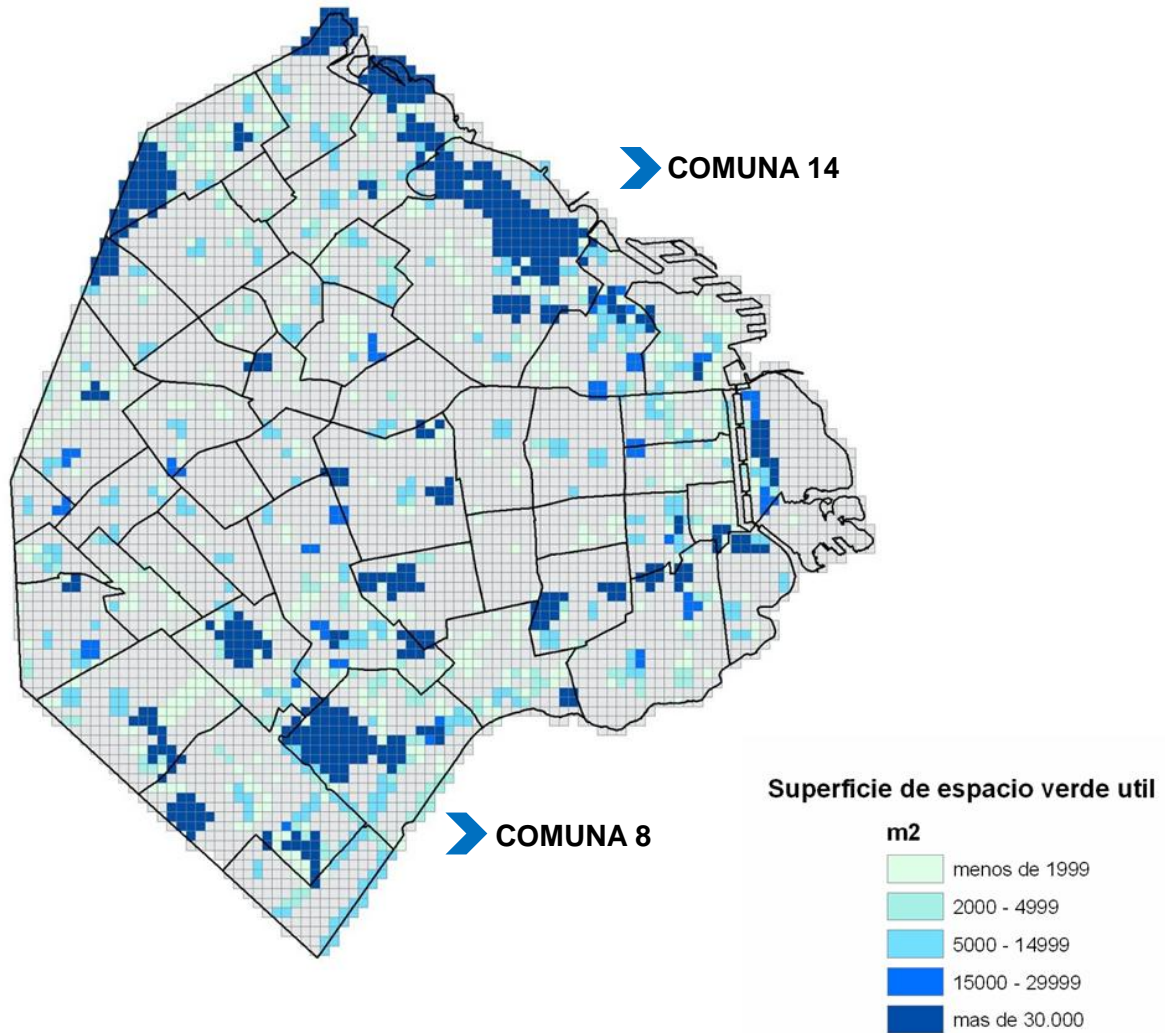 COMUNA 14
COMUNA 8
Superficie de espacio verde util
m2
menos de 1999
2000 - 4999
5000 - 14999
15000 - 29999
mas de 30.000